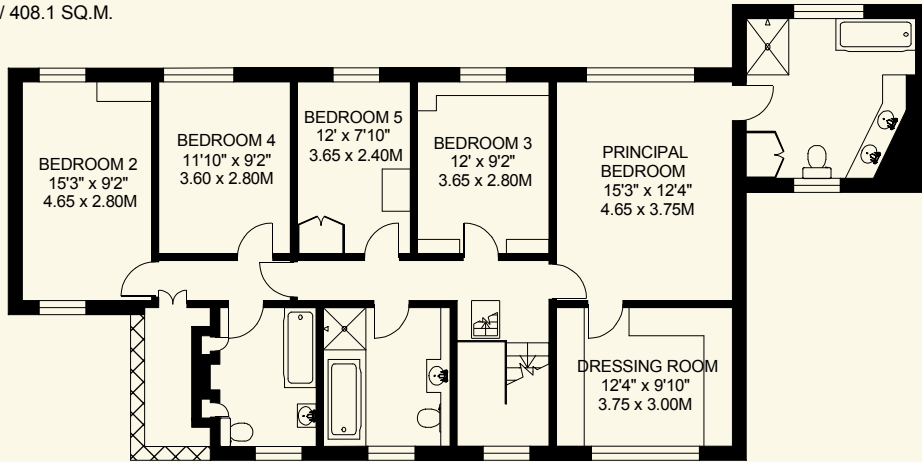 / 408.1 SQ.M.
BEDROOM 2
15'3" x 9'2"
4.65 x 2.80M
BEDROOM 4
11'10" x 9'2"
3.60 x 2.80M
BEDROOM 5
12' x 7'10"
3.65 x 2.40M
BEDROOM 3
12' x 9'2"
3.65 x 2.80M
PRINCIPAL
BEDROOM
15'3" x 12'4"
4.65 x 3.75M
DRESSING ROOM
12'4" x 9'10"
3.75 x 3.00M